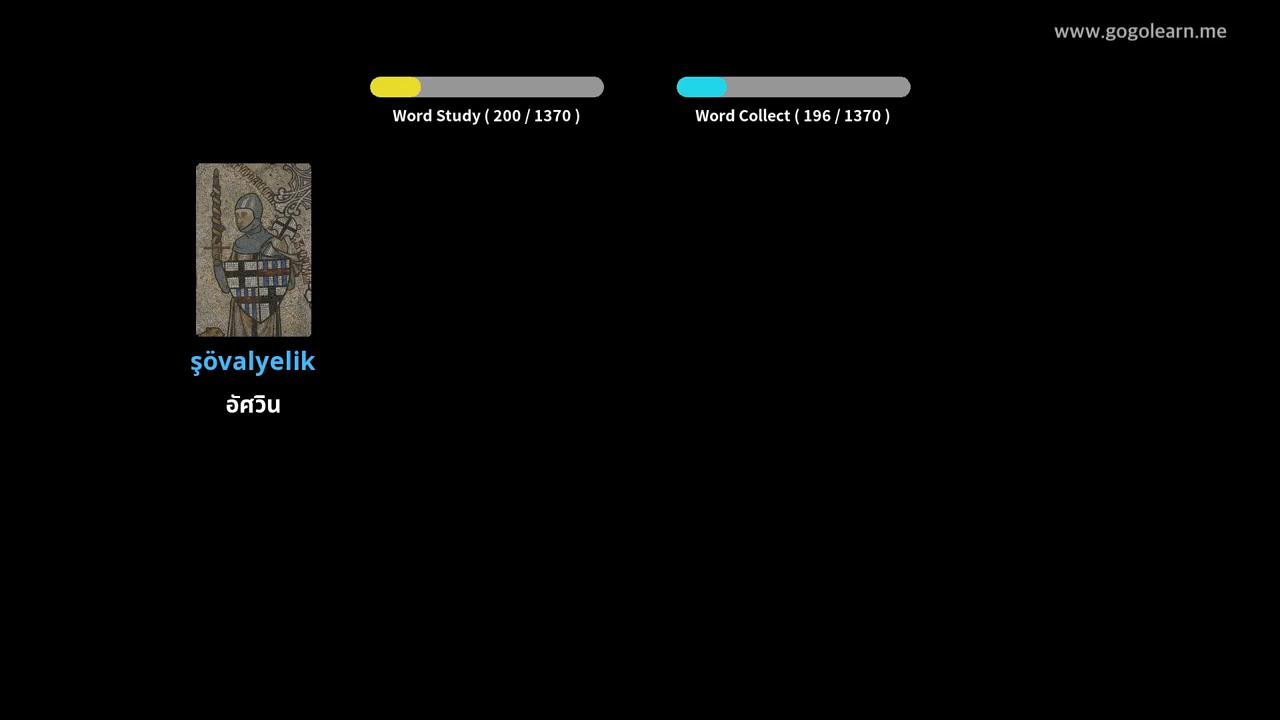 www.gogolearn.me
Word Study ( 200 / 1370 )
Word Collect ( 196 / 1370 )
şövalyelik
อัศวิน